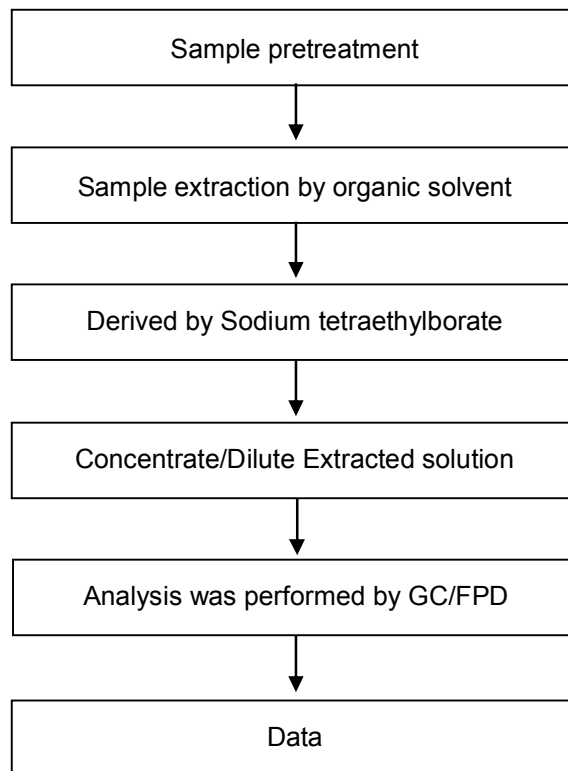 Sample pretreatment
Sample extraction by organic solvent
Derived by Sodium tetraethylborate
Concentrate/Dilute Extracted solution
Analysis was performed by GC/FPD
Data